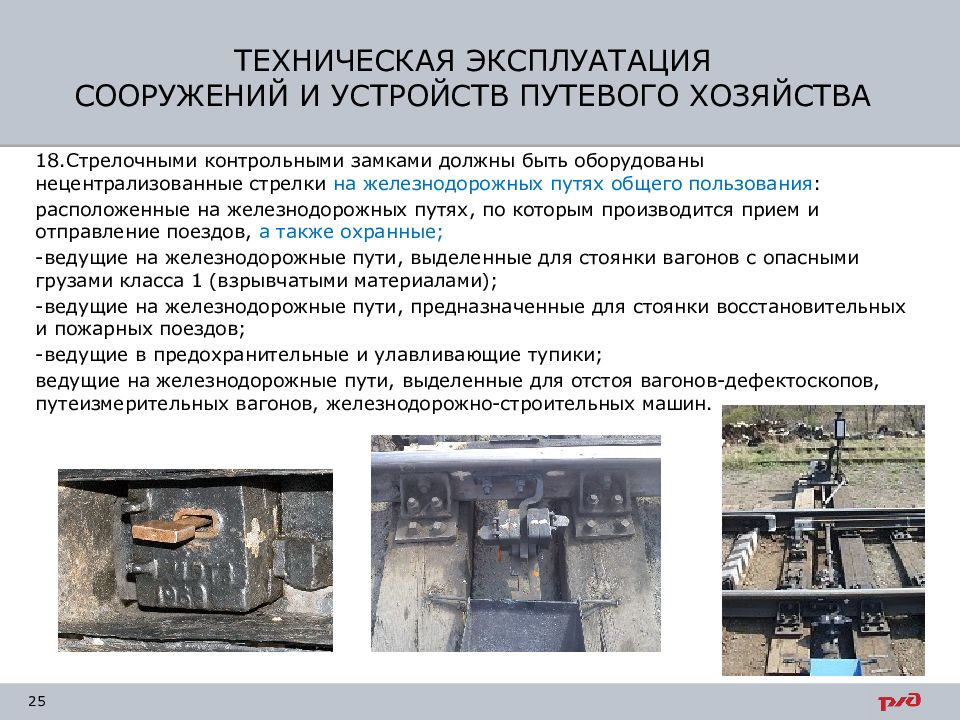 ТЕХНИЧЕСКАЯ ЭКСПЛУАТАЦИЯ
СООРУЖЕНИЙ И УСТРОЙСТВ ПУТЕВОГО ХОЗЯЙСТВА
18.Стрелочными контрольными замками должны быть оборудованы
нецентрализованные стрелки на железнодорожных путях общего пользования:
расположенные на железнодорожных путях, по которым производится прием и
отправление поездов, а также охранные;
-ведущие на железнодорожные пути, выделенные для стоянки вагонов с опасными
грузами класса 1 (взрывчатыми материалами);
-ведущие на железнодорожные пути, предназначенные для стоянки восстановительных
и пожарных поездов;
-ведущие в предохранительные и улавливающие тупики;
ведущие на железнодорожные пути, выделенные для отстоя вагонов-дефектоскопов,
путеизмерительных вагонов, железнодорожно-строительных машин.
25
РЖД